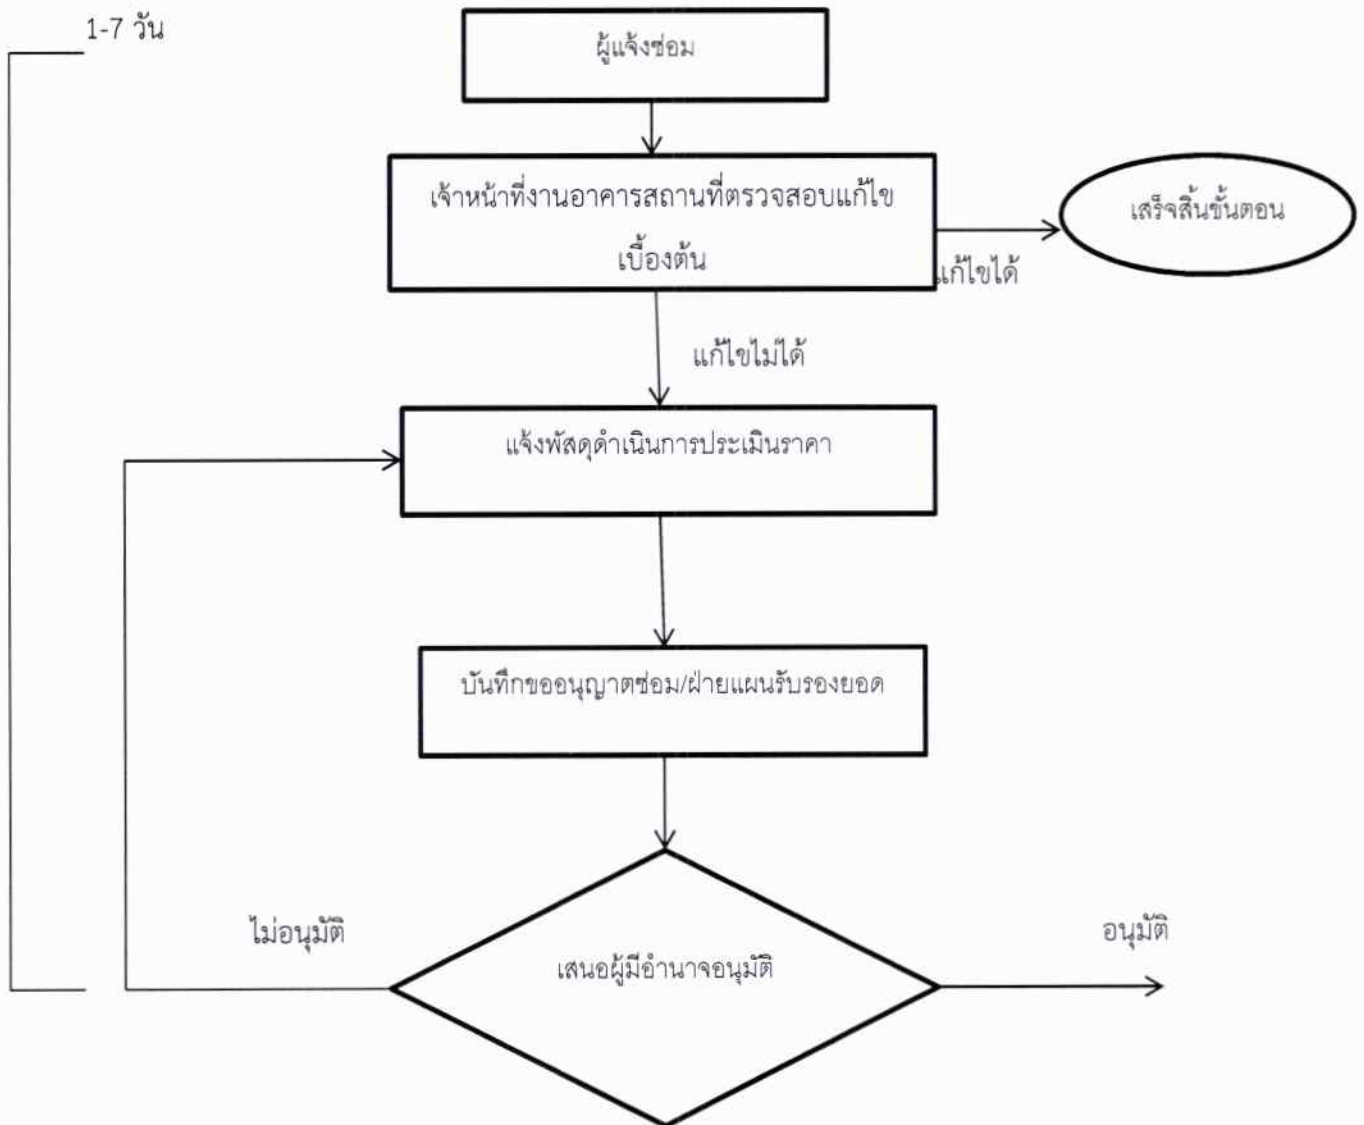 1-7 วัน
ผู้แจ้งซ่อม
เจ้าหน้าที่งานอาคารสถานที่ตรวจสอบแก้ไข
เบื้องต้น
เสร็จสิ้นขั้นตอน
แก้ไขได้
แก้ไขไม่ได้
แจ้งพัสดุดำเนินการประเมินราคา
บันทึกขออนุญาตซ่อม/ฝ่ายแผนรับรองยอด
ไม่อนุมัติ
อนุมัติ
เสนอผู้มีอำนาจอนุมัติ